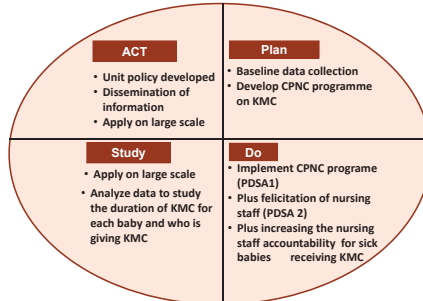 ACT
• Unit policy developed
• Dissemination of
information
• Apply on large scale
Plan
• Baseline data collection
• Develop CPNC programme
on KMC
Study
• Apply on large scale
• Analyze data to study
the duration of KMC for
each baby and who is
giving KMC
Do
• Implement CPNC programe
(PDSA1)
• Plus felicitation of nursing
staff (PDSA 2)
• Plus increasing the nursing
staff accountability for sick
babies receiving KMC